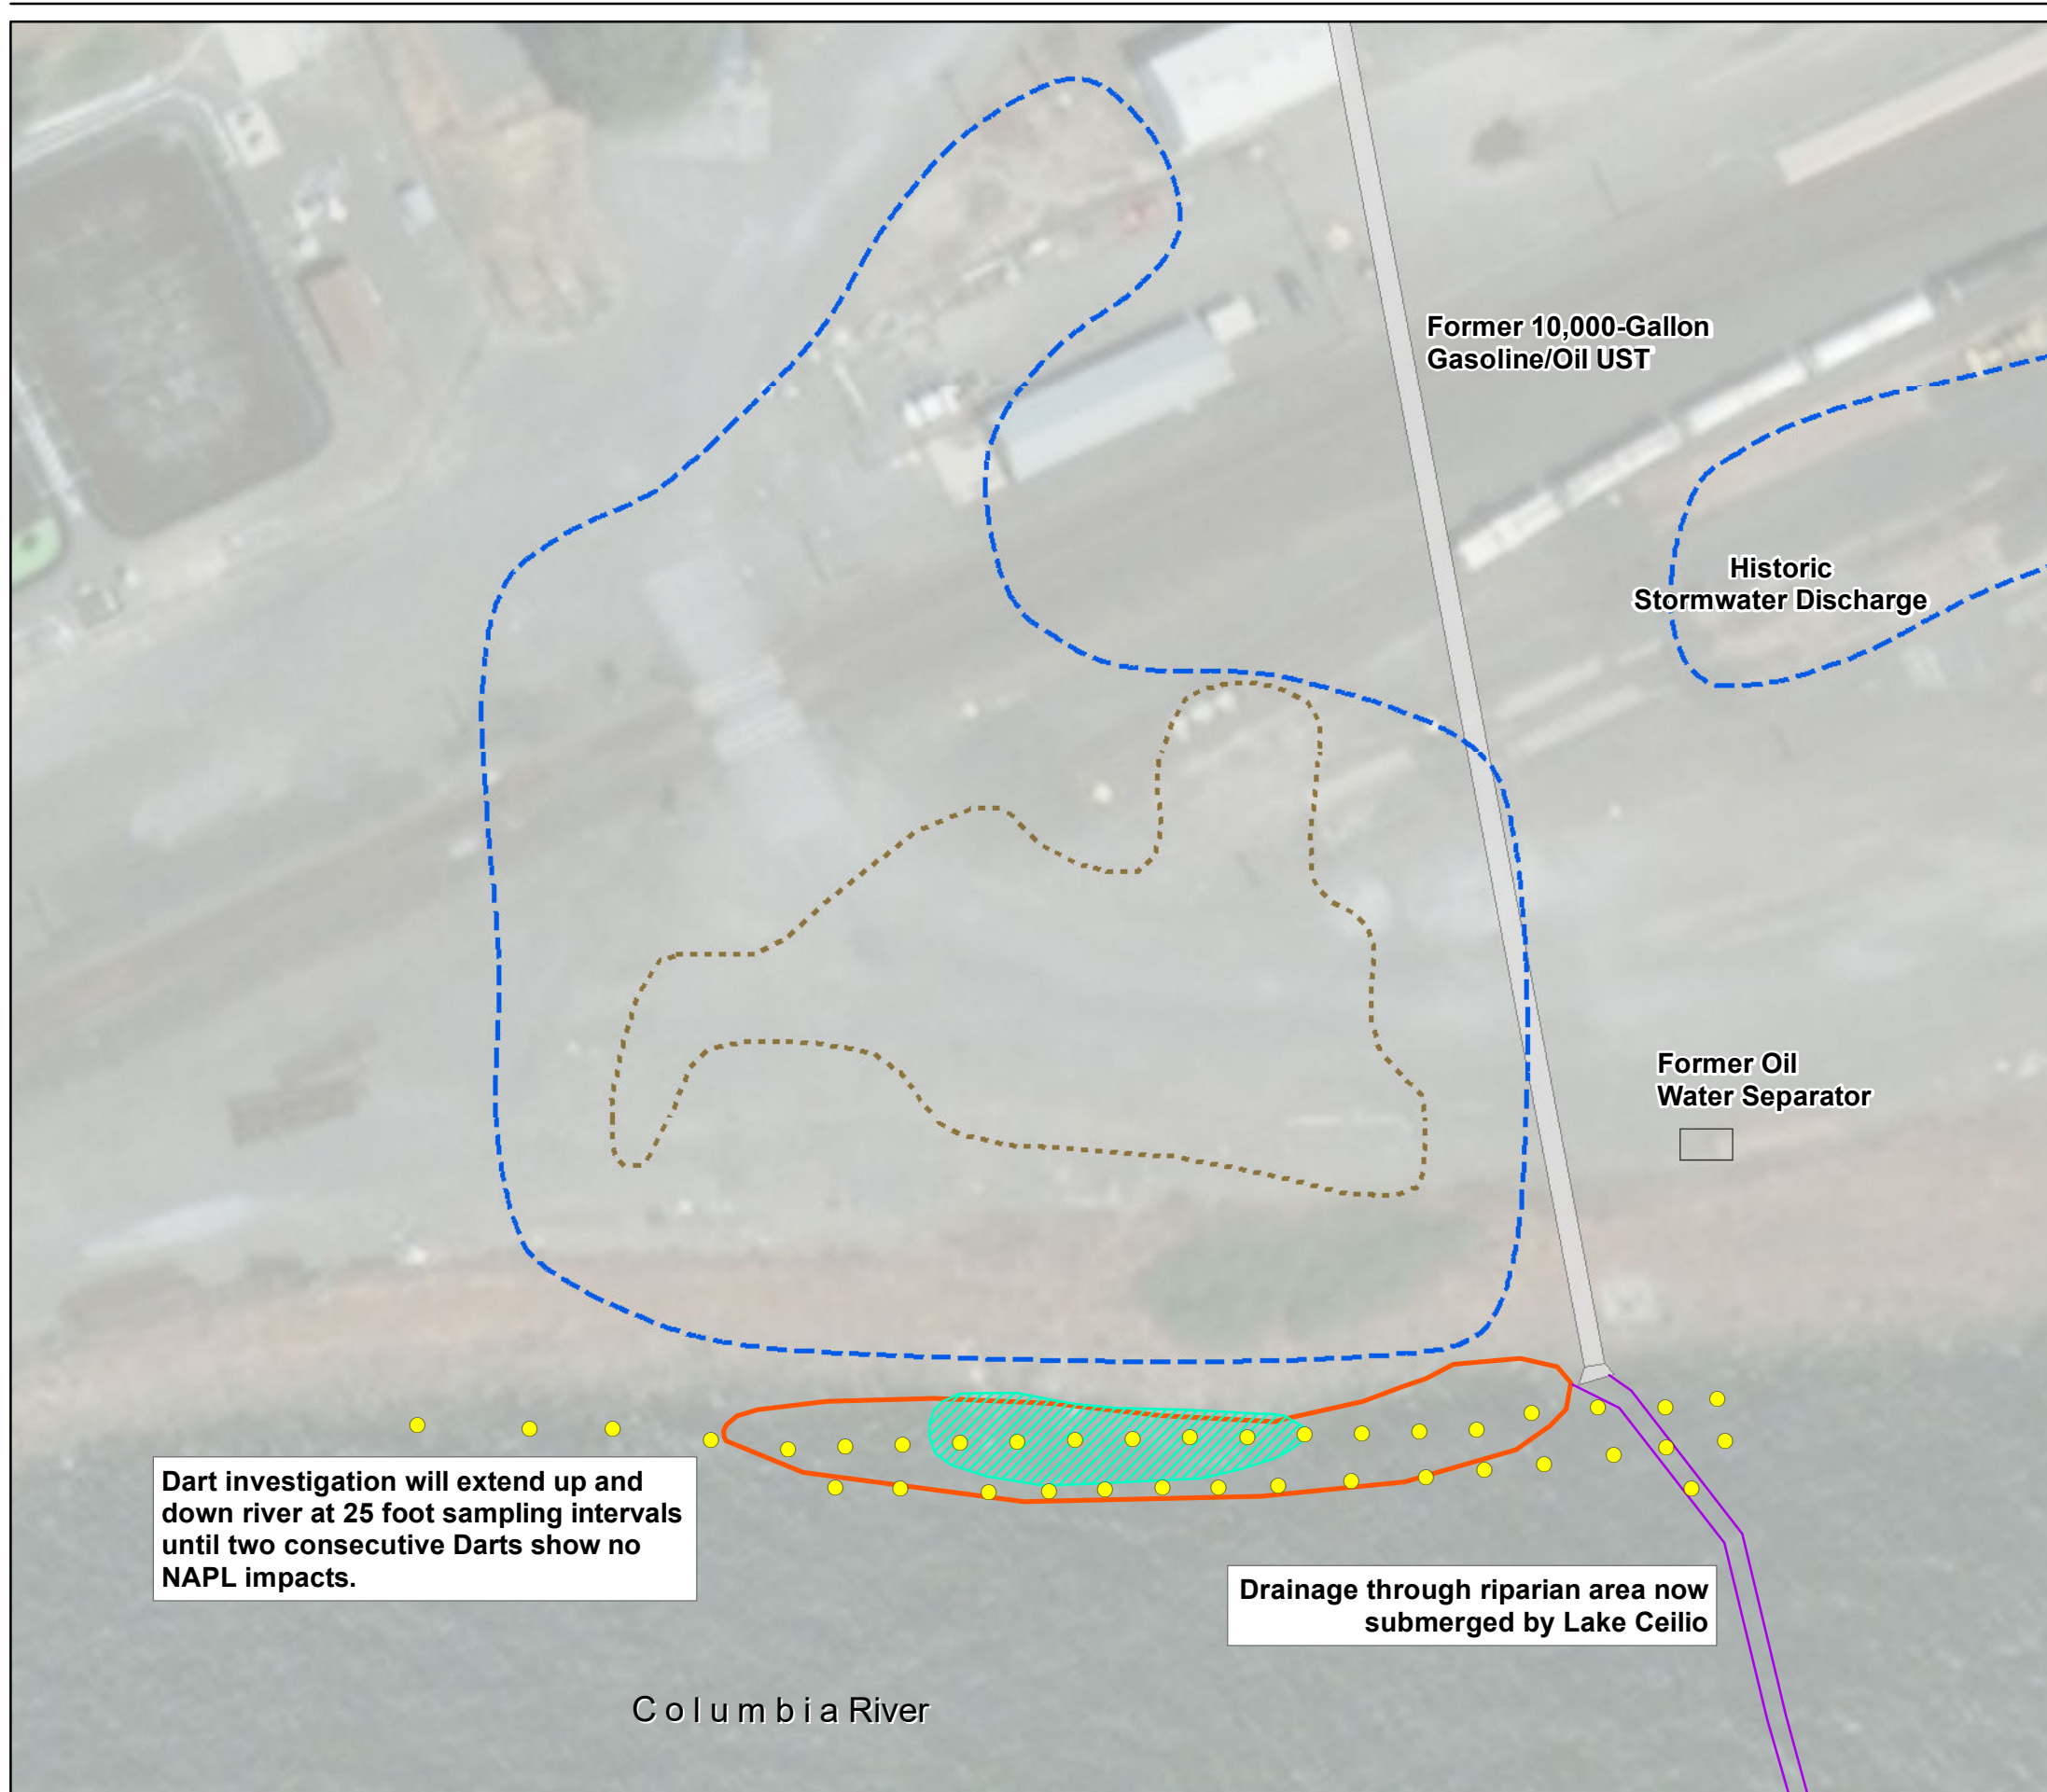 Former 10,000-Gallon
Gasoline/Oil UST
Historic
Stormwater Discharge
Former Oil
Water Separator
Dart investigation will extend up and
down river at 25 foot sampling intervals
until two consecutive Darts show no
NAPL impacts.
Drainage through riparian area now
submerged by Lake Ceilio
Columbia River